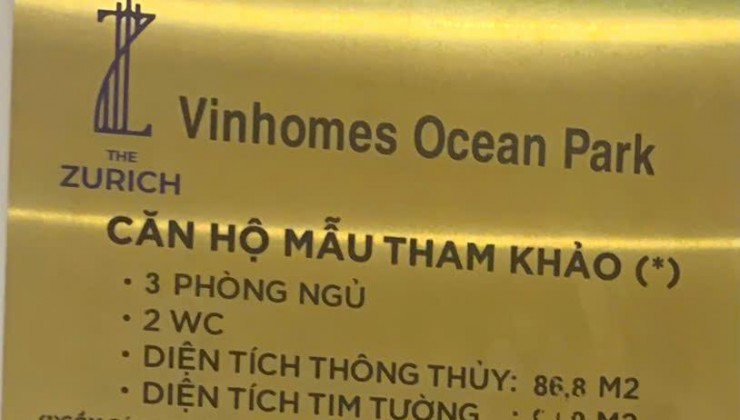 THE
ZURICH
Vinhomes Ocean Park
CĂN HỘ MẪU THAM KHẢO (*)
• 3 PHÒNG NGỦ
• 2 WC
• DIỆN TÍCH THÔNG THỦY: 86,8 M2
• DIỆN TÍCH TIM TƯỜNG : M2